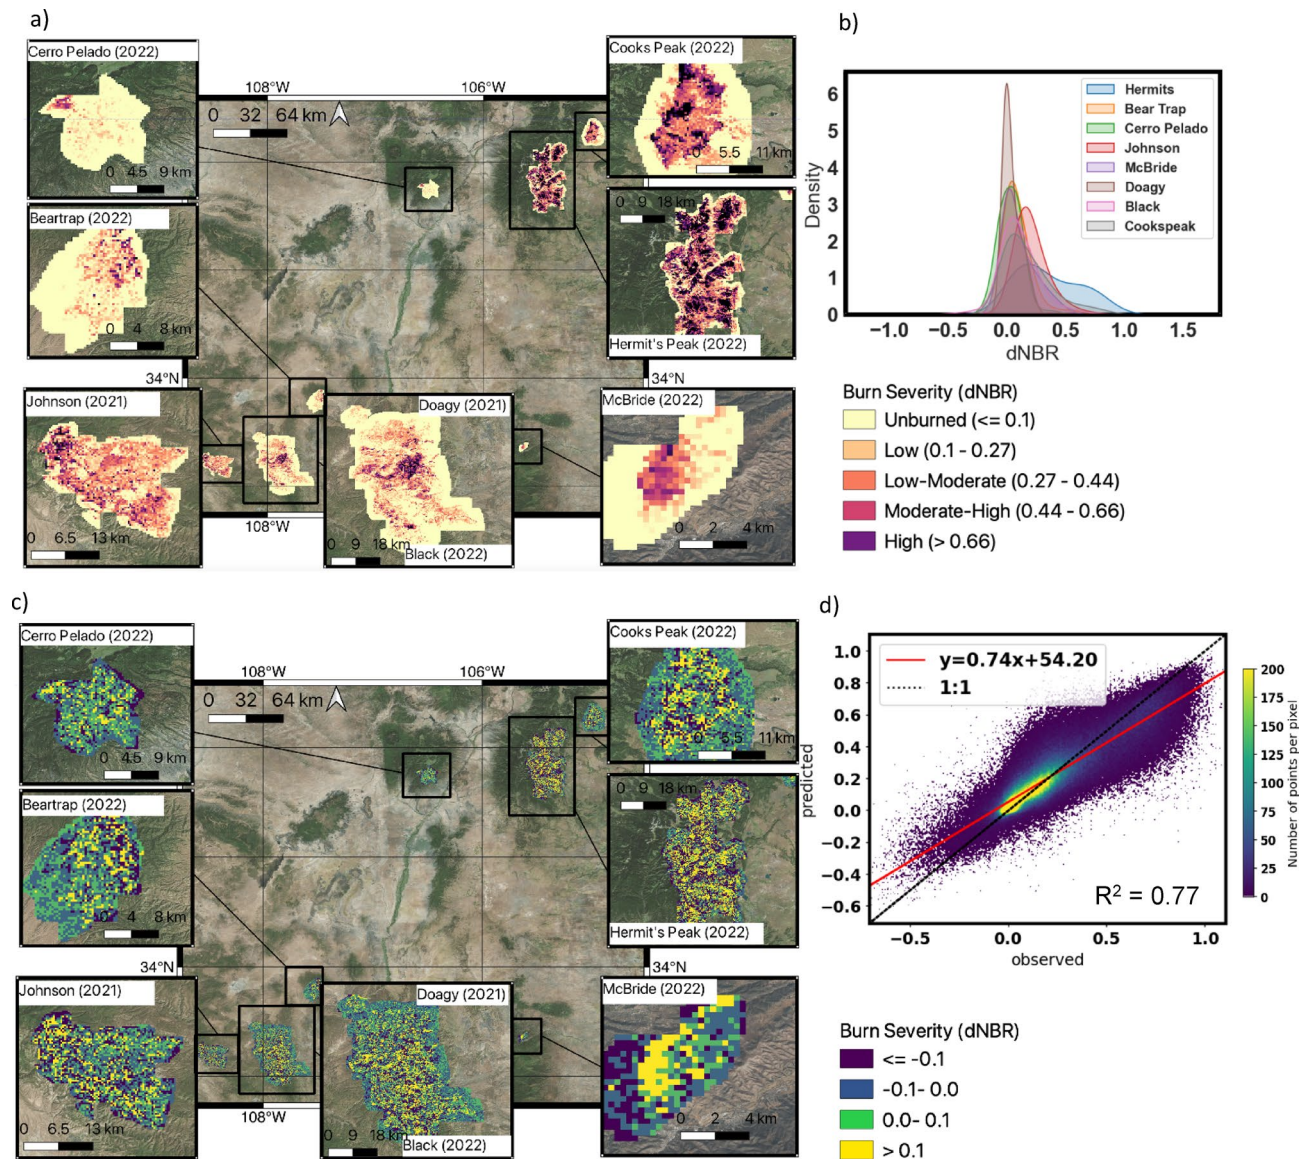 a)
Cerro Pelado (2022)
0 4.5 9 km
Beartrap (2022)
0 4 8 km
Johnson (2021)
0 6.5 13 km
108°W
106°W
0 32 64 km
34°N
34°N
108°W
Cooks Peak (2022)
0 5.5 11 km
0 9 18 km
Hermit's Peak (2022)
Doagy (2021)
0 9 18 km
Black (2022)
McBride (2022)
0 2 4 km
b)
Density
6
5
4
3
2
1
0
−1.0 −0.5 0.0 0.5 1.0 1.5
dNBR
Hermits
Bear Trap
Cerro Pelado
Johnson
McBride
Doagy
Black
Cookspeak
Burn Severity (dNBR)
Unburned (<= 0.1)
Low (0.1 - 0.27)
Low-Moderate (0.27 - 0.44)
Moderate-High (0.44 - 0.66)
High (> 0.66)
c)
Cerro Pelado (2022)
0 4.5 9 km
Beartrap (2022)
0 4 8 km
Johnson (2021)
0 6.5 13 km
108°W
106°W
0 32 64 km
34°N
34°N
108°W
Cooks Peak (2022)
0 5.5 11 km
0 9 18 km
Hermit's Peak (2022)
Doagy (2021)
0 9 18 km
Black (2022)
McBride (2022)
0 2 4 km
d)
y=0.74x+54.20
1:1
predicted
1.0
0.8
0.6
0.4
0.2
0.0
−0.2
−0.4
−0.6
R² = 0.77
−0.5 0.0 0.5 1.0
observed
200
175
150
125
100
75
50
25
0
Number of points per pixel
Burn Severity (dNBR)
<= -0.1
-0.1- 0.0
0.0- 0.1
> 0.1